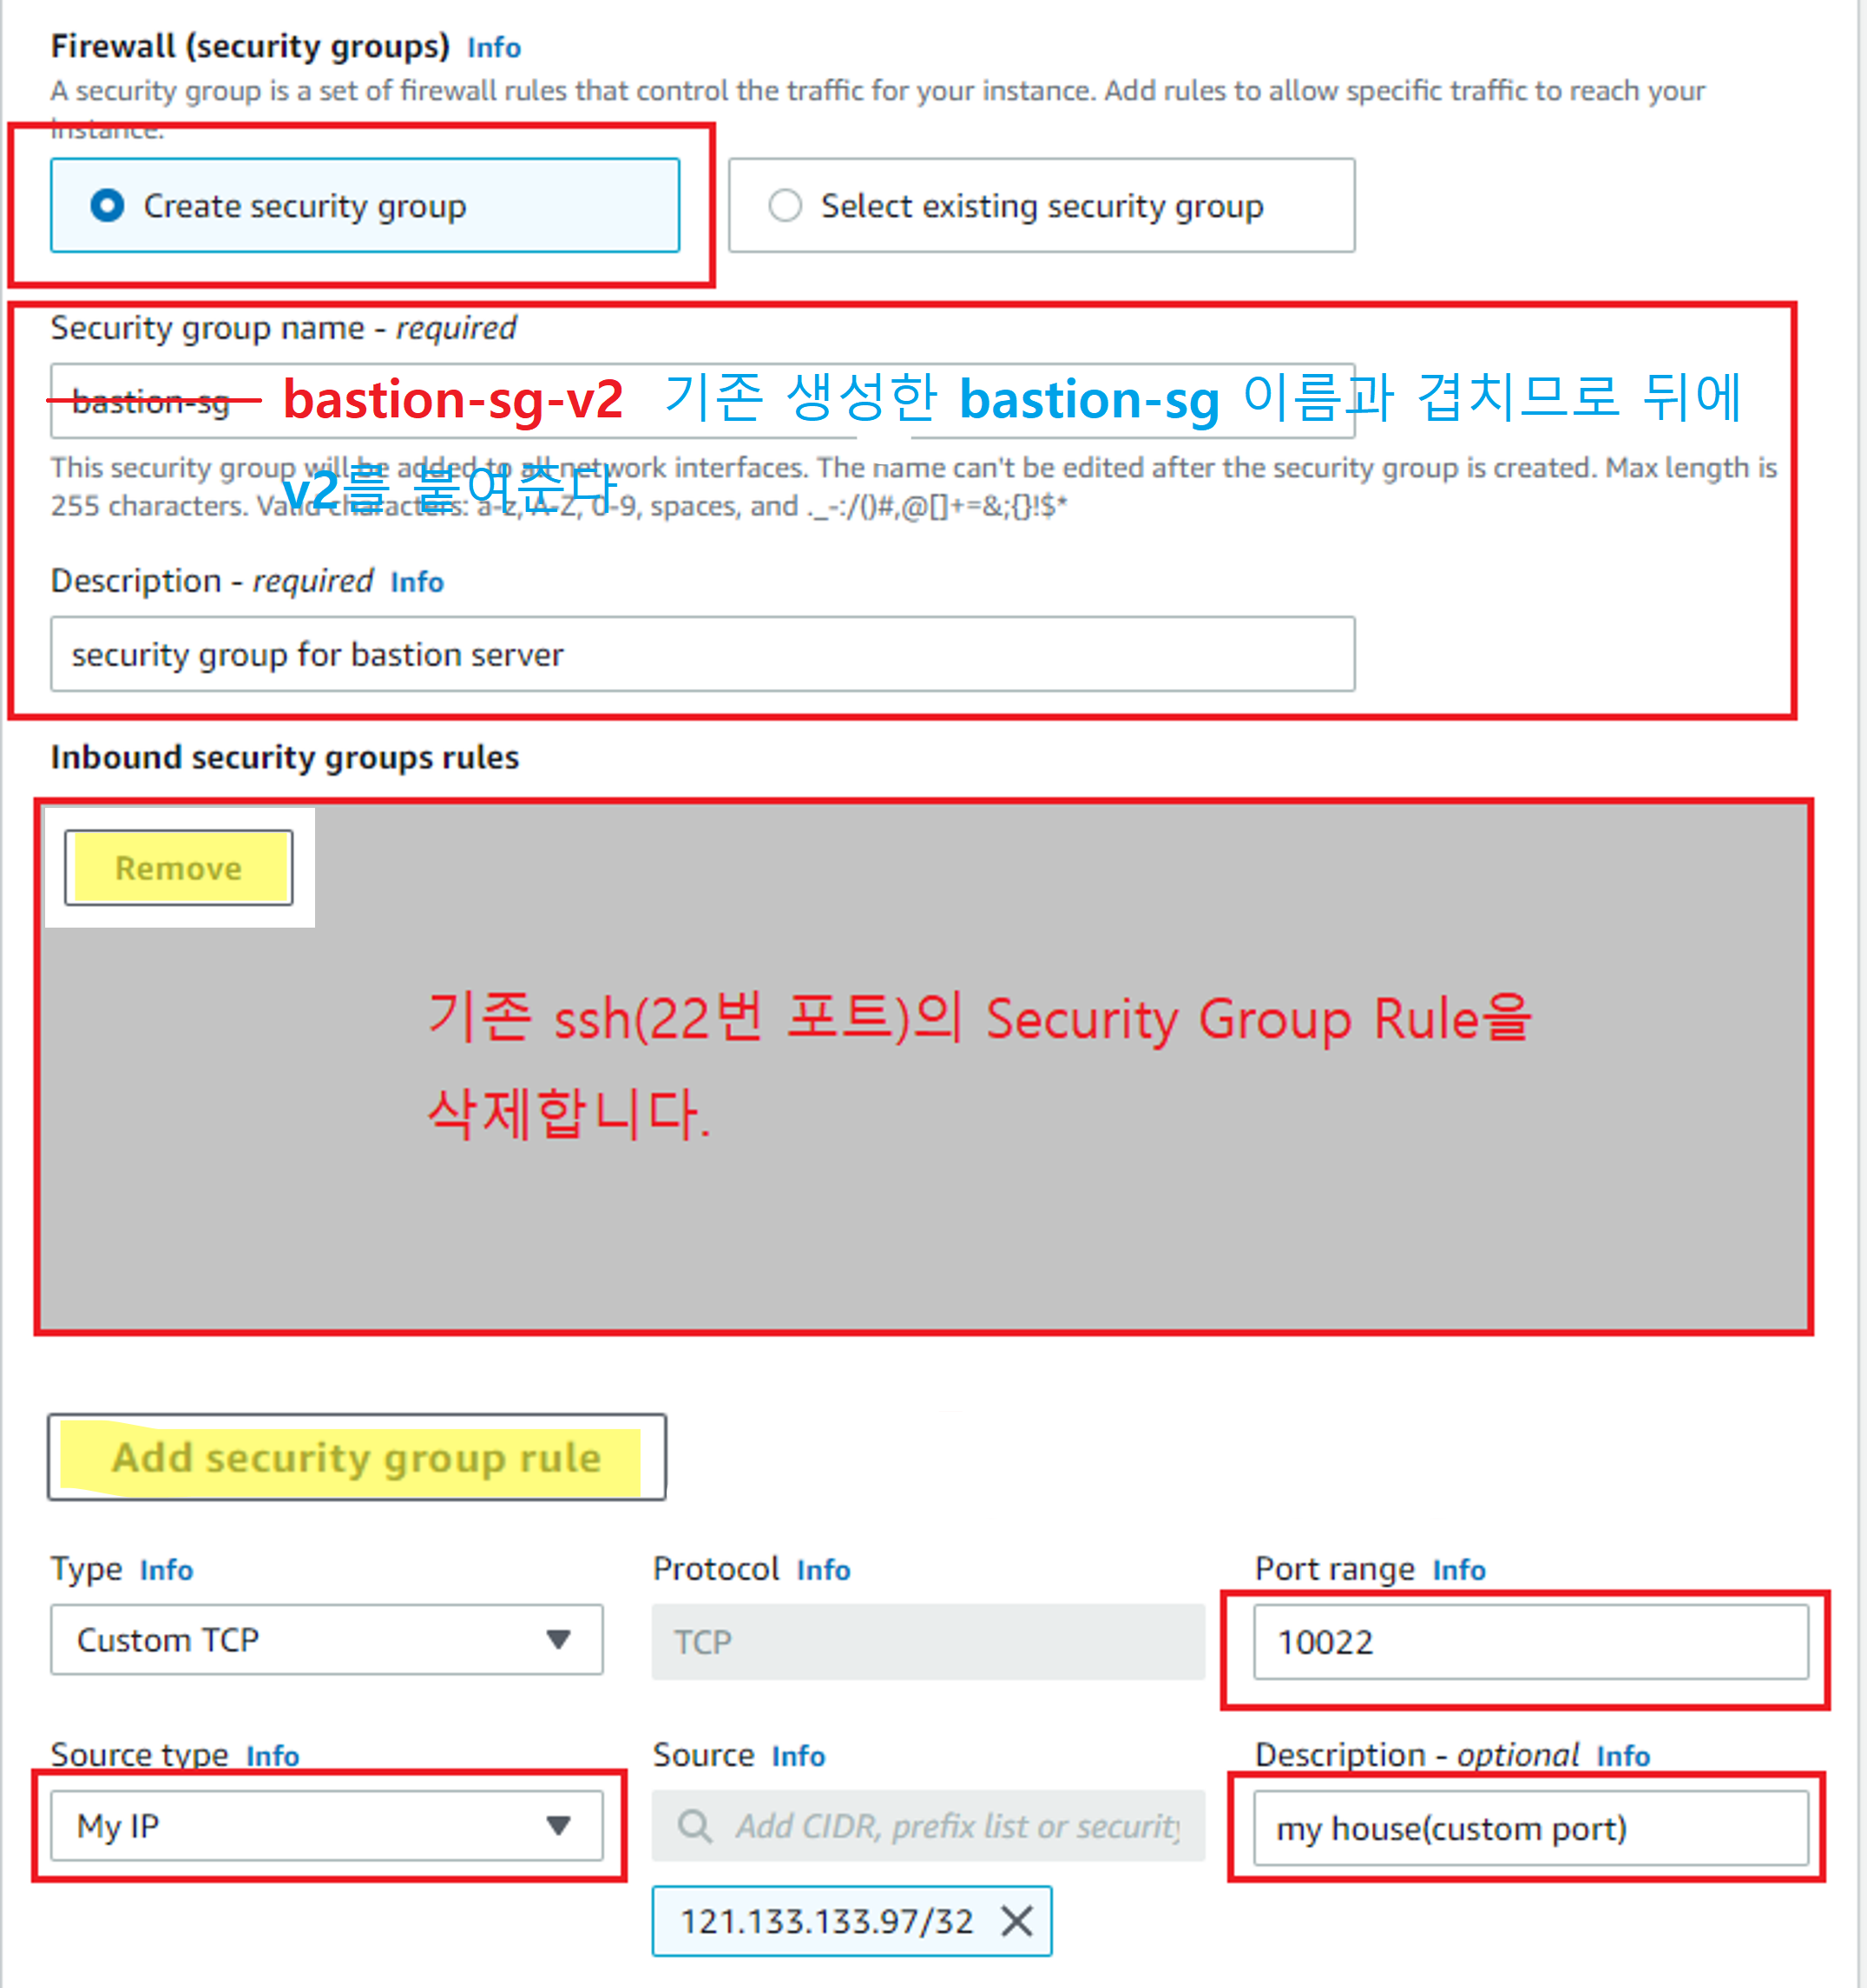 Firewall (security groups) Info
A security group is a set of firewall rules that control the traffic for your instance. Add rules to allow specific traffic to reach your
instance.
Create security group
Select existing security group
Security group name - required
bastion-sg bastion-sg-v2 기존 생성한 bastion-sg 이름과 겹치므로 뒤에
v2를 붙여준다
This security group will be added to all network interfaces. The name can't be edited after the security group is created. Max length is
255 characters. Valid characters: a-z, A-Z, 0-9, spaces, and ._-:/()#,@[]+=&;{}!$*
Description - required Info
security group for bastion server
Inbound security groups rules
Remove
기존 ssh(22번 포트)의 Security Group Rule을
삭제합니다.
Add security group rule
Type Info
Protocol Info
Port range Info
Custom TCP
TCP
10022
Source type Info
Source Info
Description - optional Info
My IP
Add CIDR, prefix list or security
my house(custom port)
121.133.133.97/32